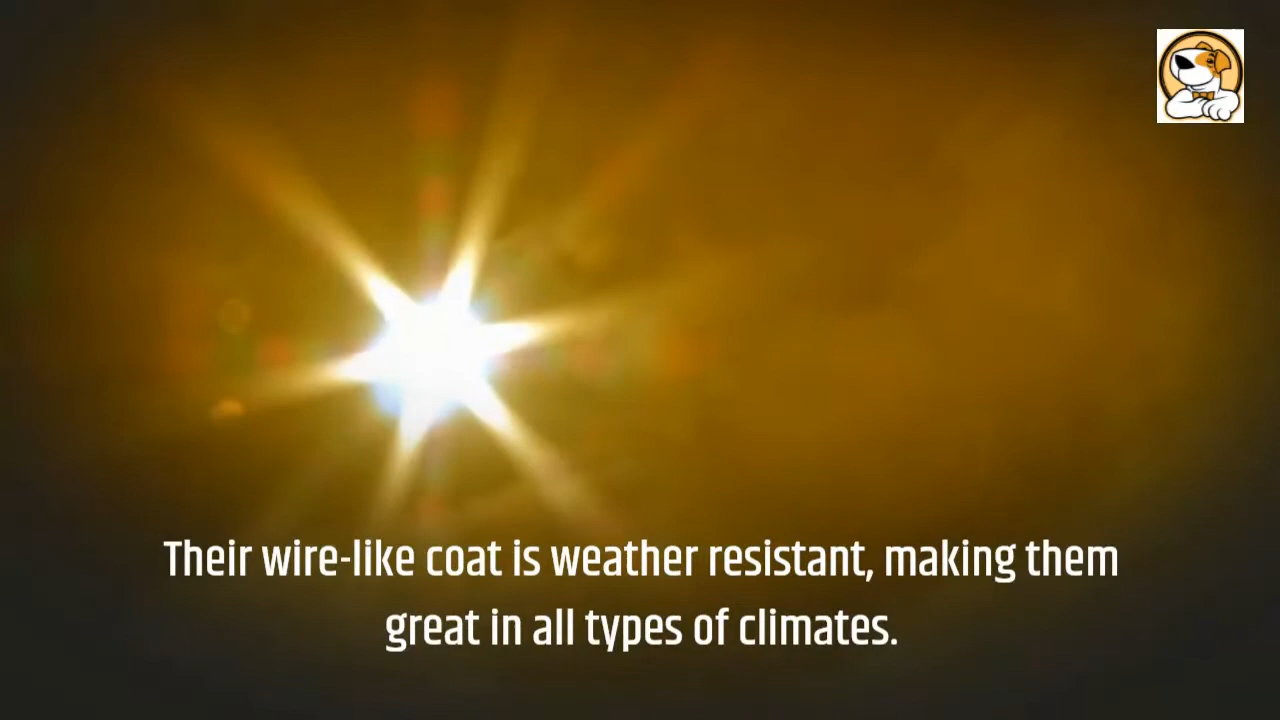 Their wire-like coat is weather resistant, making them
great in all types of climates.